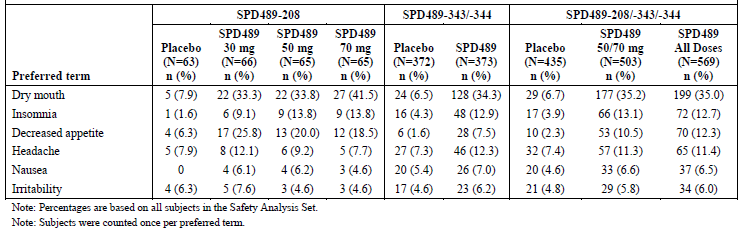 SPD489-208 SPD489-343/-344 SPD489-208/-343/-344
Preferred term Placebo (N=63) n (%) SPD489 30 mg (N=66) n (%) SPD489 50 mg (N=65) n (%) SPD489 70 mg (N=65) n (%) Placebo (N=372) n (%) SPD489 (N=373) n (%) Placebo (N=435) n (%) SPD489 50/70 mg (N=503) n (%) SPD489 All Doses (N=569) n (%)
Dry mouth 5 (7.9) 22 (33.3) 22 (33.8) 27 (41.5) 24 (6.5) 128 (34.3) 29 (6.7) 177 (35.2) 199 (35.0)
Insomnia 1 (1.6) 6 (9.1) 9 (13.8) 9 (13.8) 16 (4.3) 48 (12.9) 17 (3.9) 66 (13.1) 72 (12.7)
Decreased appetite 4 (6.3) 17 (25.8) 13 (20.0) 12 (18.5) 6 (1.6) 28 (7.5) 10 (2.3) 53 (10.5) 70 (12.3)
Headache 5 (7.9) 8 (12.1) 6 (9.2) 5 (7.7) 27 (7.3) 46 (12.3) 32 (7.4) 57 (11.3) 65 (11.4)
Nausea 0 4 (6.1) 4 (6.2) 3 (4.6) 20 (5.4) 26 (7.0) 20 (4.6) 33 (6.6) 37 (6.5)
Irritability 4 (6.3) 5 (7.6) 3 (4.6) 3 (4.6) 17 (4.6) 23 (6.2) 21 (4.8) 29 (5.8) 34 (6.0)
Note: Percentages are based on all subjects in the Safety Analysis Set.
Note: Subjects were counted once per preferred term.